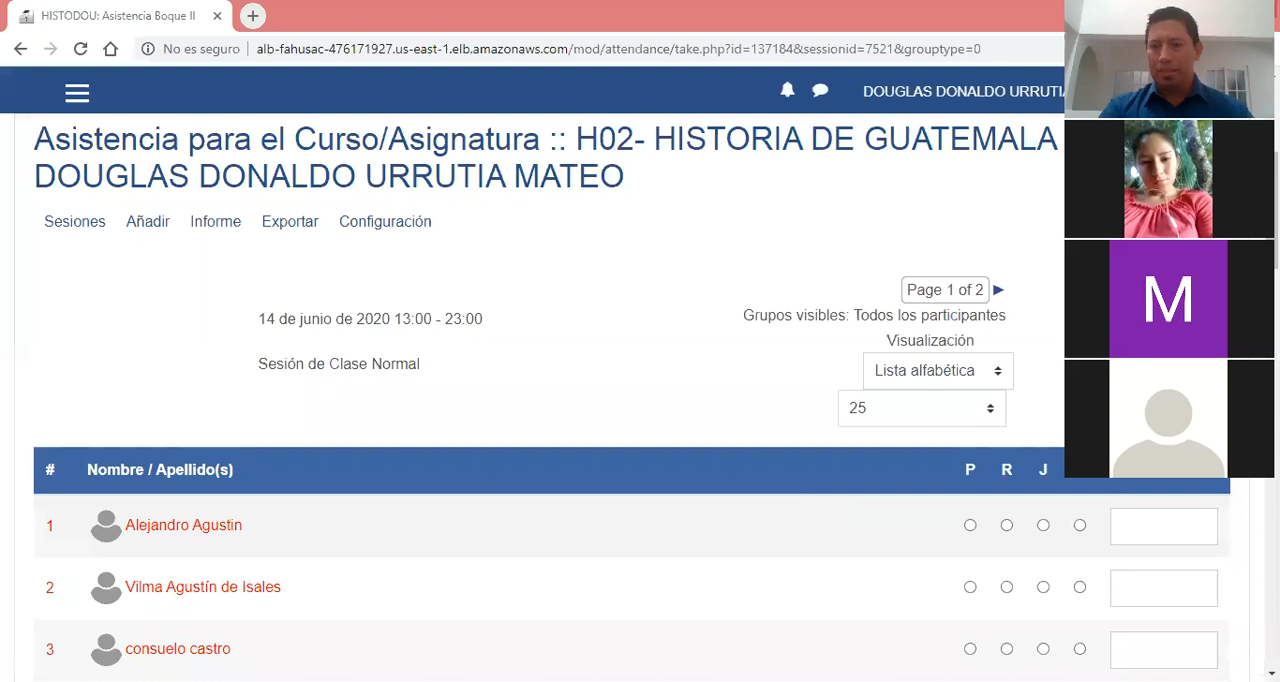 HISTODOU: Asistencia Boque II
No es seguro
alb-fahusac-476171927.us-east-1.elb.amazonaws.com/mod/attendance/take.php?id=137184&sessionid=7521&grouptype=0
DOUGLAS DONALDO URRUTIA
Asistencia para el Curso/Asignatura :: H02- HISTORIA DE GUATEMALA
DOUGLAS DONALDO URRUTIA MATEO
Sesiones Añadir Informe Exportar Configuración
Page 1 of 2
14 de junio de 2020 13:00 - 23:00
Grupos visibles: Todos los participantes
Visualización
Sesión de Clase Normal
Lista alfabética
25
# Nombre / Apellido(s) P R J
1 Alejandro Agustin
2 Vilma Agustín de Isales
3 consuelo castro
M